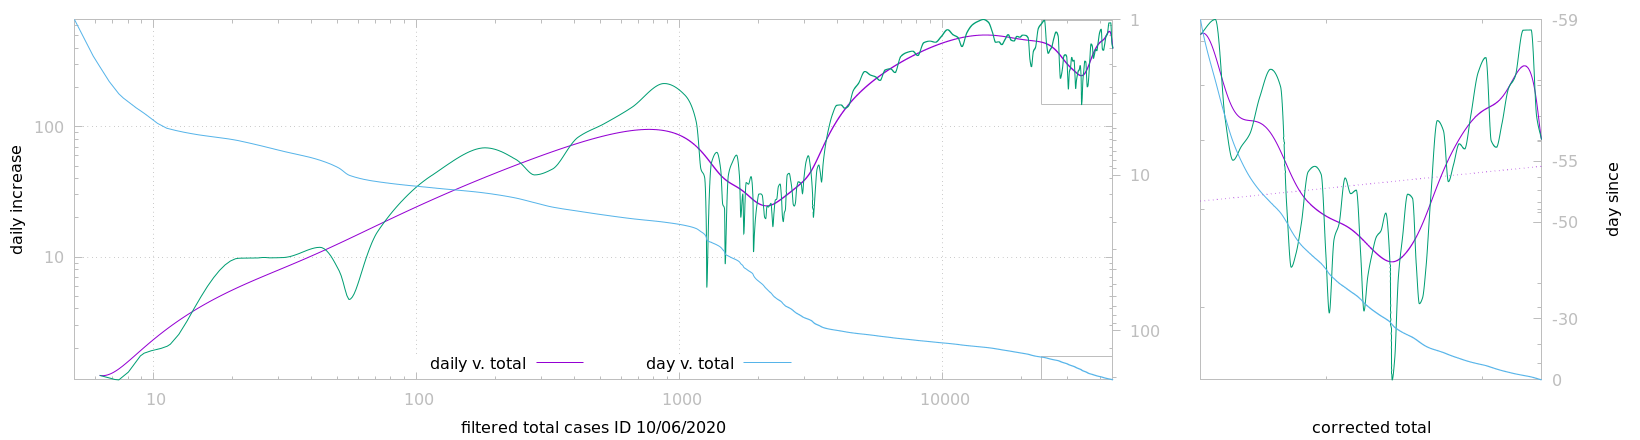 daily increase
100
10
10
100
1000
10000
daily v. total
day v. total
1
10
100
filtered total cases ID 10/06/2020
-59
-55
-50
-30
0
day since
corrected total